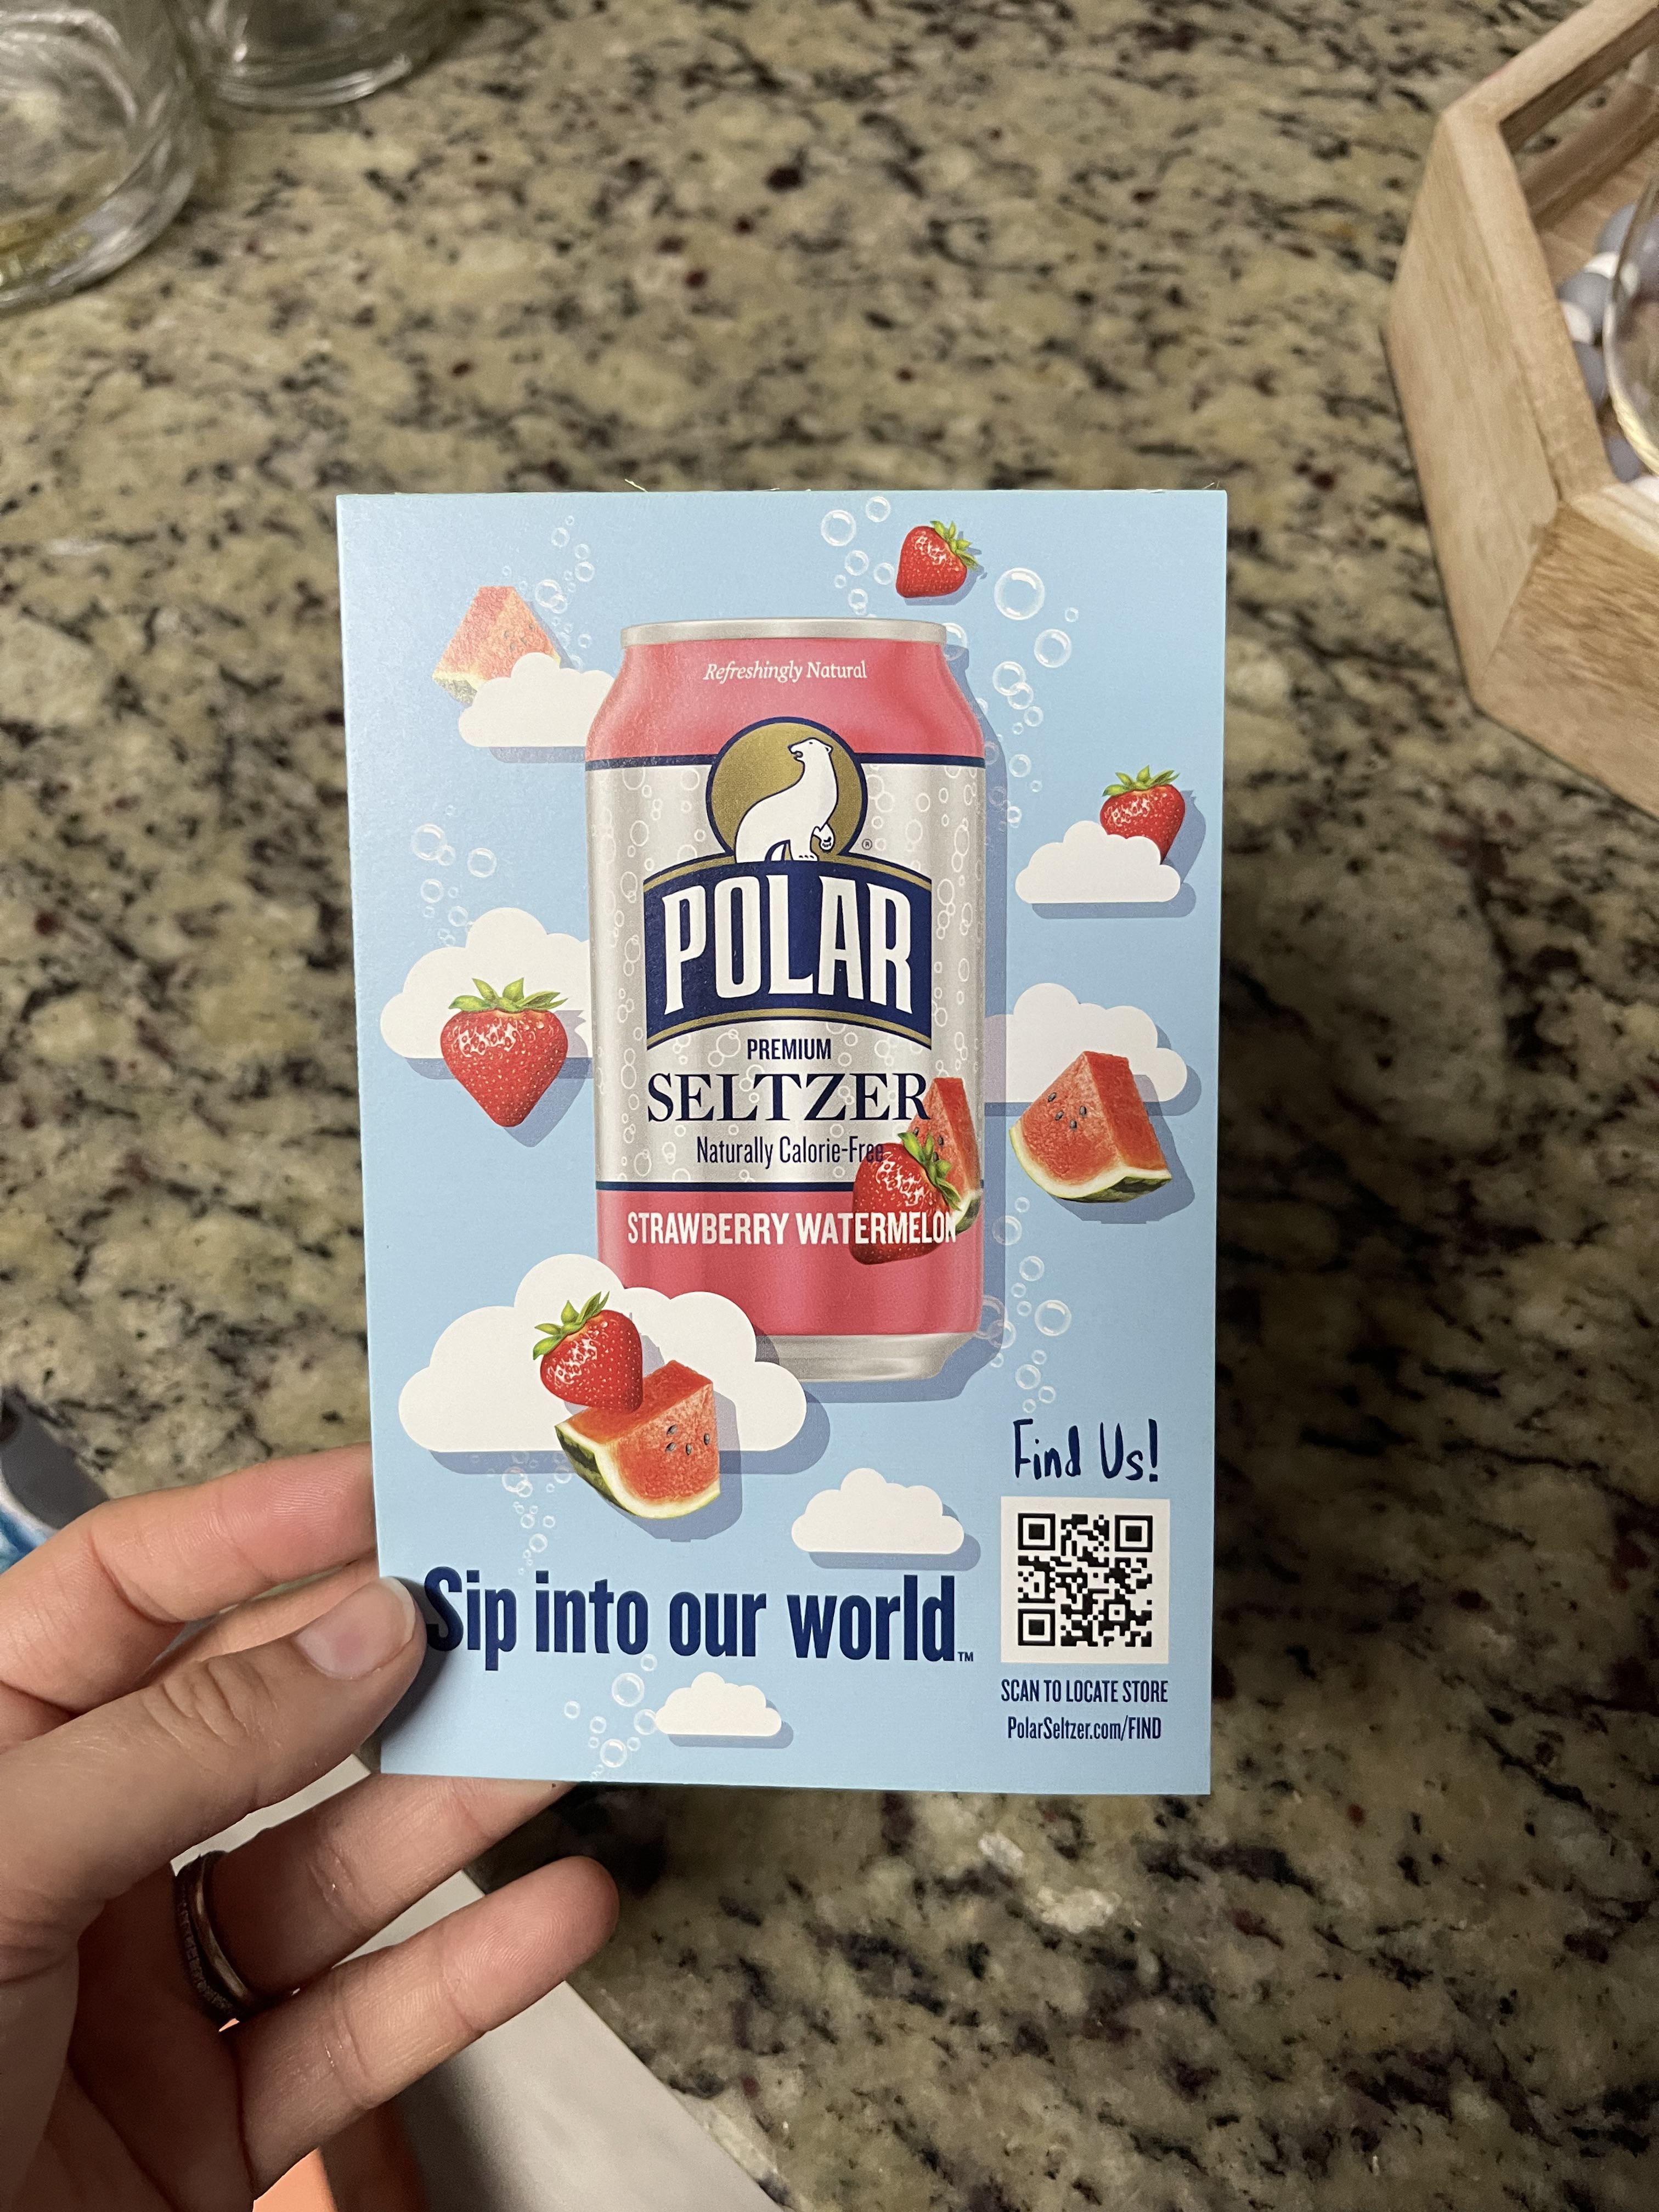 Refreshingly Natural
®
POLAR
PREMIUM
SELTZER
Naturally Calorie-Free
STRAWBERRY WATERMELON
Find Us!
Sip into our world™
SCAN TO LOCATE STORE
PolarSeltzer.com/FIND